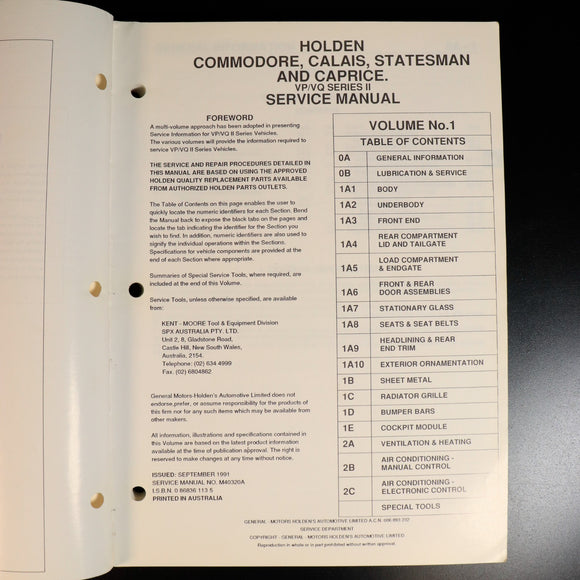 HOLDEN
COMMODORE, CALAIS, STATESMAN
AND CAPRICE.
VP/VQ SERIES II
SERVICE MANUAL
FOREWORD
A multi-volume approach has been adopted in presenting
Service Information for VP/VQ II Series Vehicles.
The various volumes will provide the information required to
service VP/VQ II Series Vehicles.
THE SERVICE AND REPAIR PROCEDURES DETAILED IN
THIS MANUAL ARE BASED ON USING THE APPROVED
HOLDEN QUALITY REPLACEMENT PARTS AVAILABLE
FROM AUTHORIZED HOLDEN PARTS OUTLETS.
The Table of Contents on this page enables the user to
quickly locate the numeric identifiers for each Section. Bend
the Manual back to expose the black tabs on the pages and
locate the tab indicating the identifier for the Section you
wish to find. In addition, numeric identifiers are also used to
signify the individual operations within the Sections.
Specifications for vehicle components are provided at the
end of each Section where appropriate.
Summaries of Special Service Tools, where required, are
included at the end of this Volume.
Service Tools, unless otherwise specified, are available
from:
KENT - MOORE Tool & Equipment Division
SPX AUSTRALIA PTY. LTD.
Unit 2, 8, Gladstone Road,
Castle Hill, New South Wales,
Australia, 2154.
Telephone: (02) 634 4999
Fax. (02) 6804862
General Motors-Holden's Automotive Limited does not
endorse, prefer, or assume responsibility for the products of
this firm nor for any such items which may be available from
other makers.
All information, illustrations and specifications contained in
this Volume are based on the latest product information
available at the time of publication approval. The right is
reserved to make changes at any time without notice.
ISSUED: SEPTEMBER 1991
SERVICE MANUAL NO. M40320A
I.S.B.N. 0 86836 113 5
PRINTED IN AUSTRALIA
VOLUME No.1
TABLE OF CONTENTS
0A GENERAL INFORMATION
0B LUBRICATION & SERVICE
1A1 BODY
1A2 UNDERBODY
1A3 FRONT END
1A4 REAR COMPARTMENT
LID AND TAILGATE
1A5 LOAD COMPARTMENT
& ENDGATE
1A6 FRONT & REAR
DOOR ASSEMBLIES
1A7 STATIONARY GLASS
1A8 SEATS & SEAT BELTS
1A9 HEADLINING & REAR
END TRIM
1A10 EXTERIOR ORNAMENTATION
1B SHEET METAL
1C RADIATOR GRILLE
1D BUMPER BARS
1E COCKPIT MODULE
2A VENTILATION & HEATING
2B AIR CONDITIONING -
MANUAL CONTROL
2C AIR CONDITIONING -
ELECTRONIC CONTROL
SPECIAL TOOLS
GENERAL - MOTORS HOLDEN'S AUTOMOTIVE LIMITED A.C.N. 006 893 232
SERVICE DEPARTMENT
COPYRIGHT - GENERAL - MOTORS HOLDEN'S AUTOMOTIVE LIMITED
Reproduction in whole or in part prohibited without written approval.